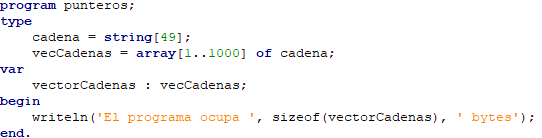 program punteros;
type
cadena = string[49];
vecCadenas = array[1..1000] of cadena;
var
vectorCadenas : vecCadenas;
begin
writeln('El programa ocupa ', sizeof(vectorCadenas), ' bytes');
end.